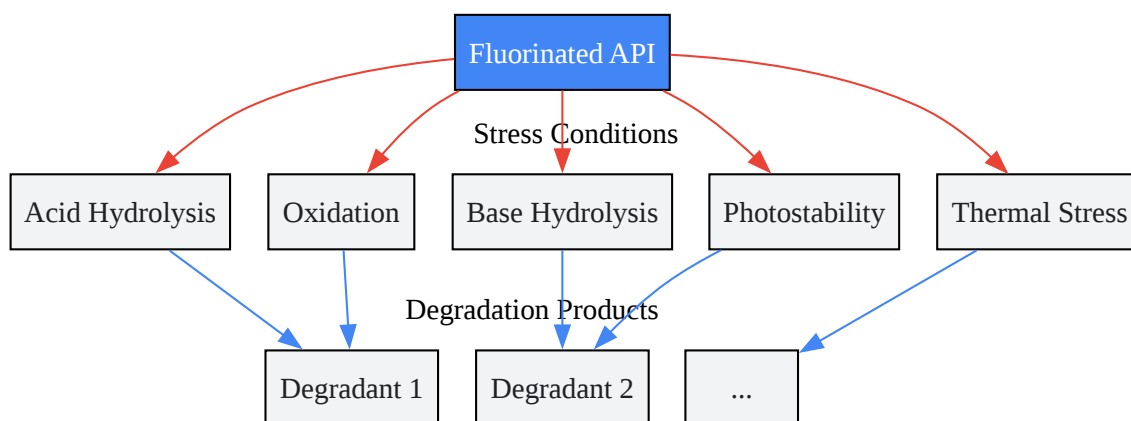 Fluorinated API
Stress Conditions
Acid Hydrolysis
Oxidation
Base Hydrolysis
Photostability
Thermal Stress
Degradation Products
Degradant 1
Degradant 2
...